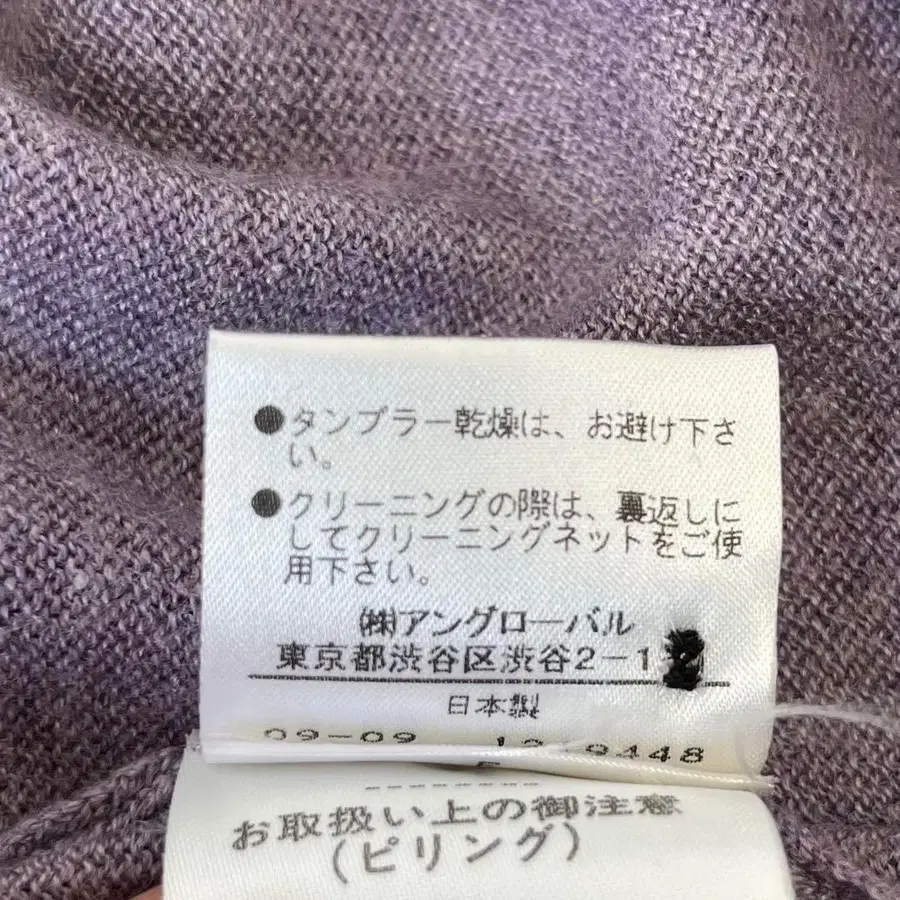 ●タンブラー乾燥は、お避け下さ
い。
●クリーニングの際は、裏返しに
してクリーニングネットをご使
用下さい。
㈱アングローバル
東京都渋谷区渋谷2-1
日本製
09-09
お取扱い上の御注意
(ピリング)